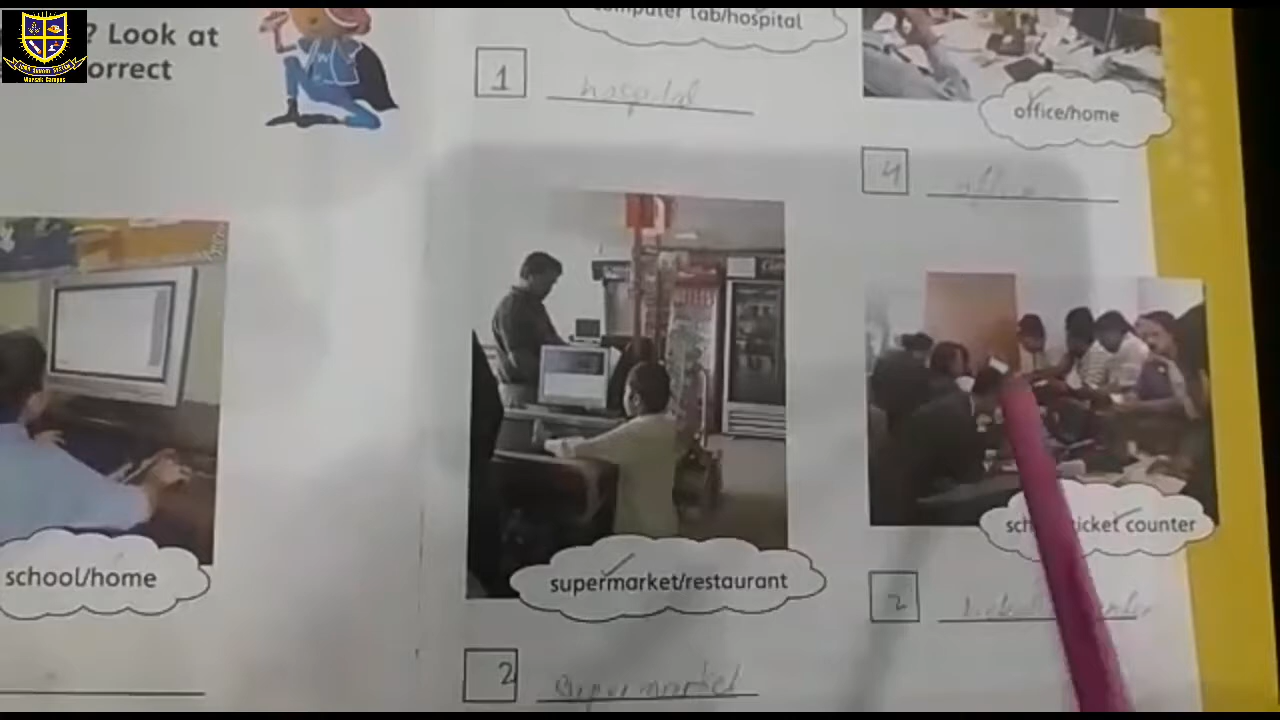 ? Look at
orrect
computer lab/hospital
1
hospital
office/home
4
school/home
supermarket/restaurant
2
supermarket
ticket counter
2